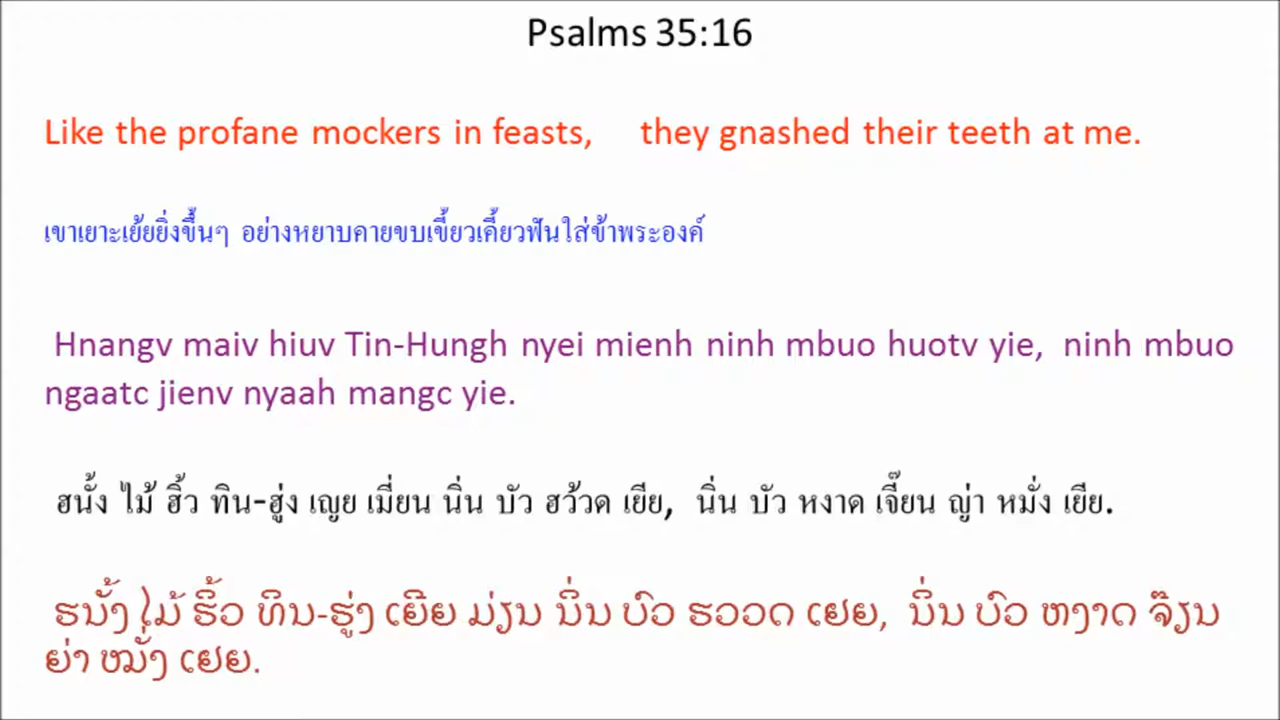 Psalms 35:16
Like the profane mockers in feasts, they gnashed their teeth at me.
เขาเยาะเย้ยยิ่งขึ้นๆ อย่างหยาบคายขบเขี้ยวเคี้ยวฟันใส่ข้าพระองค์
Hnangv maiv hiuv Tin-Hungh nyei mienh ninh mbuo huotv yie, ninh mbuo
ngaatc jienv nyaah mangc yie.
ฮนั้ง ไม้ ฮิ้ว ทิน-ฮู่ง เญย เมี่ยน นิ่น บัว ฮว้วด เยีย, นิ่น บัว หงาด เจี๊ยน ญ่า หมั่ง เยีย.
ຮນັ້ງ ໄມ້ ຮິ້ວ ທິນ-ຮູ່ງ ເຍີຍ ມ່ຽນ ນິ່ນ ບົວ ຮວວດ ເຢຍ, ນິ່ນ ບົວ ຫງາດ ຈ໊ຽນ
ຍ່າ ໝັ່ງ ເຢຍ.